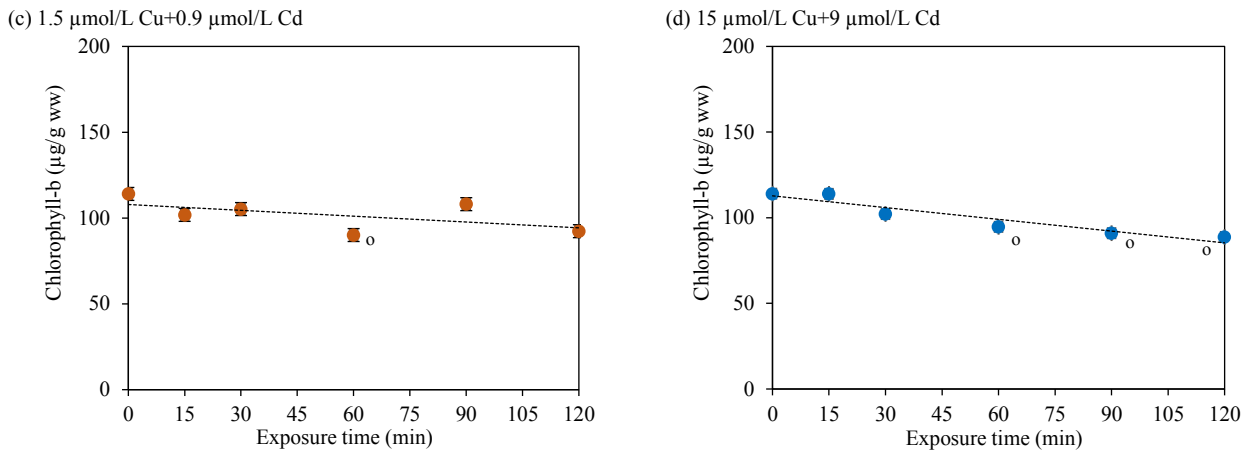 (c) 1.5 µmol/L Cu+0.9 µmol/L Cd
200
150
100
50
0
Chlorophyll-b (µg/g ww)
o
0 15 30 45 60 75 90 105 120
Exposure time (min)
(d) 15 µmol/L Cu+9 µmol/L Cd
200
150
100
50
0
Chlorophyll-b (µg/g ww)
o o o
0 15 30 45 60 75 90 105 120
Exposure time (min)